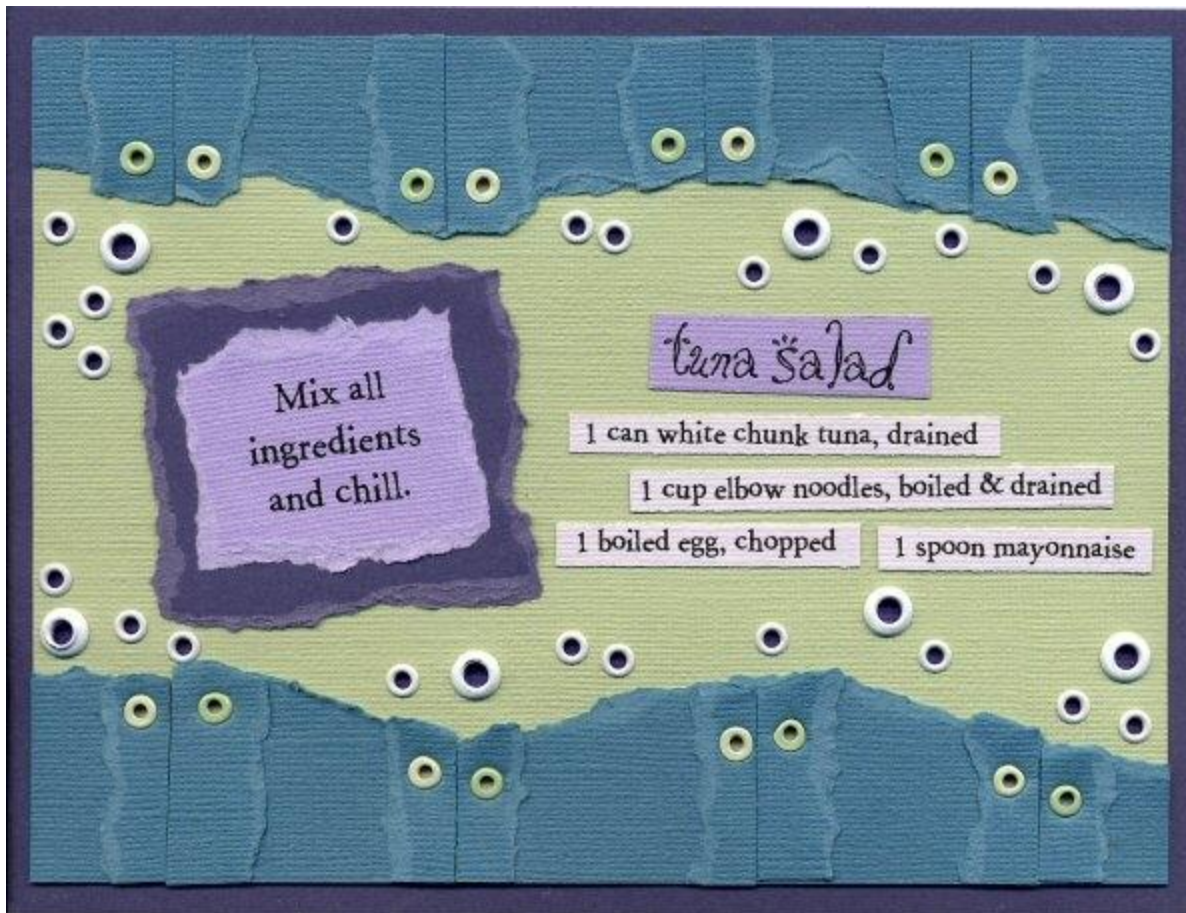 Mix all
ingredients
and chill.
tuna salad
1 can white chunk tuna, drained
1 cup elbow noodles, boiled & drained
1 boiled egg, chopped
1 spoon mayonnaise